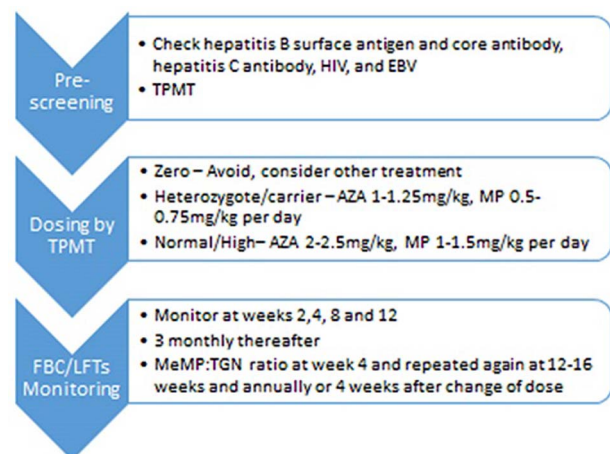 Pre-
screening
• Check hepatitis B surface antigen and core antibody,
hepatitis C antibody, HIV, and EBV
• TPMT
Dosing by
TPMT
• Zero – Avoid, consider other treatment
• Heterozygote/carrier – AZA 1-1.25mg/kg, MP 0.5-
0.75mg/kg per day
• Normal/High– AZA 2-2.5mg/kg, MP 1-1.5mg/kg per day
FBC/LFTs
Monitoring
• Monitor at weeks 2,4, 8 and 12
• 3 monthly thereafter
• MeMP:TGN ratio at week 4 and repeated again at 12-16
weeks and annually or 4 weeks after change of dose